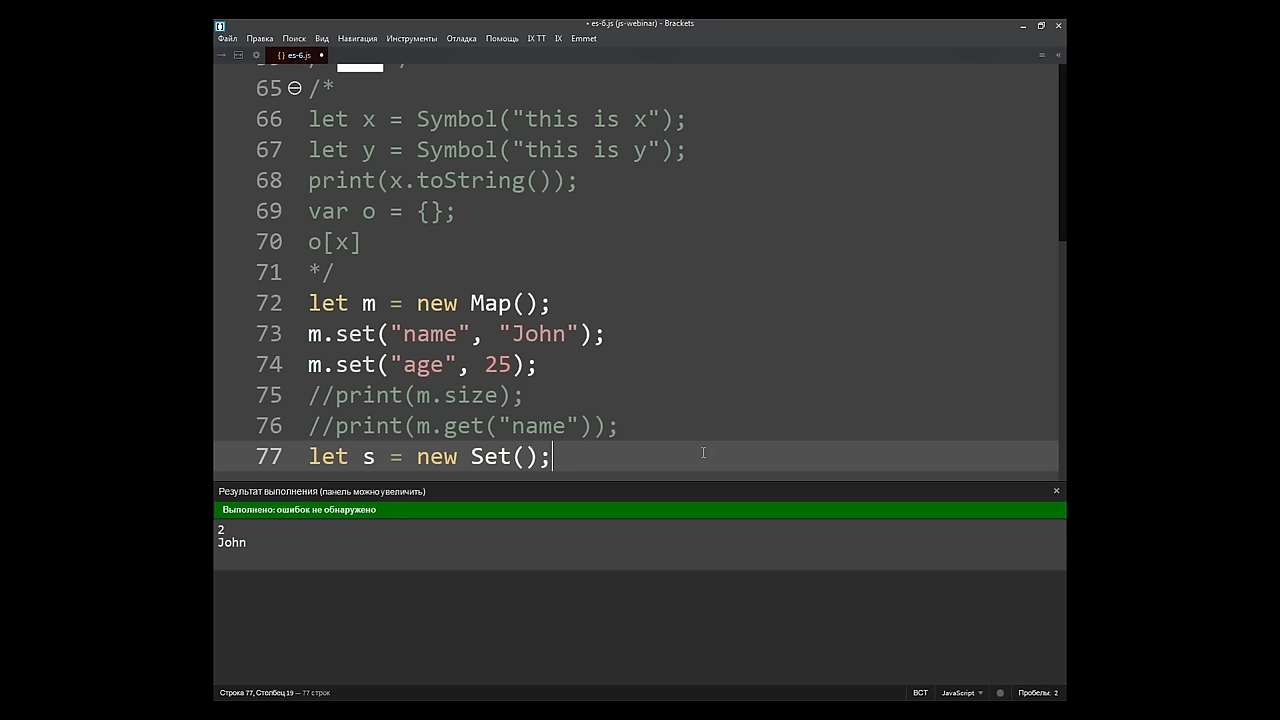 • es-6.js (js-webinar) - Brackets
Файл Правка Поиск Вид Навигация Инструменты Отладка Помощь IX TT IX Emmet
{ } es-6.js •
65 /*
66 let x = Symbol("this is x");
67 let y = Symbol("this is y");
68 print(x.toString());
69 var o = {};
70 o[x]
71 */
72 let m = new Map();
73 m.set("name", "John");
74 m.set("age", 25);
75 //print(m.size);
76 //print(m.get("name"));
77 let s = new Set();
Результат выполнения (панель можно увеличить)
Выполнено: ошибок не обнаружено
2
John
Строка 77, Столбец 19 — 77 строк ВСТ JavaScript Пробелы: 2